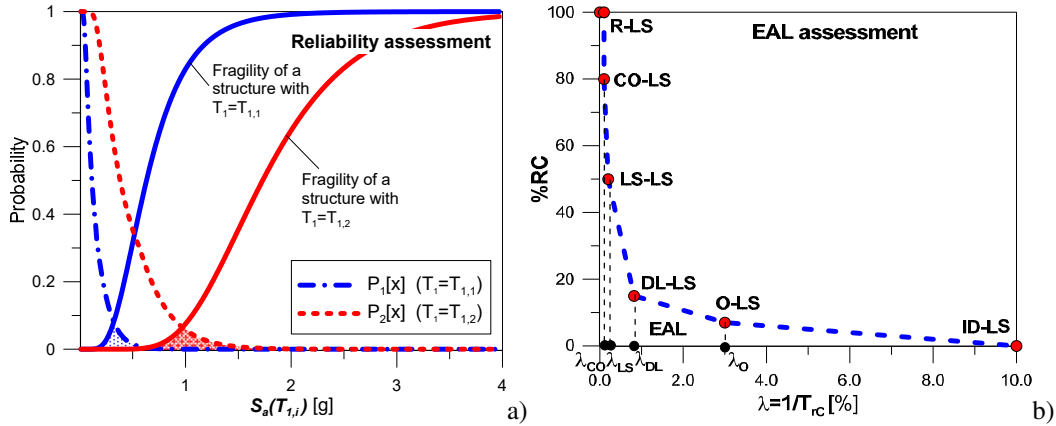 1
0.8
0.6
0.4
0.2
0
Probability
Reliability assessment
Fragility of a
structure with
T₁=T₁,₁
Fragility of a
structure with
T₁=T₁,₂
P₁[x] (T₁=T₁,₁)
P₂[x] (T₁=T₁,₂)
1 2 3 4
Sₐ(T₁,ᵢ) [g]
a)
100
80
60
40
20
0
%RC
EAL assessment
R-LS
CO-LS
LS-LS
DL-LS
O-LS
EAL
ID-LS
λCO λLS λDL λO
0.0 2.0 4.0 6.0 8.0 10.0
λ=1/TrC [%]
b)